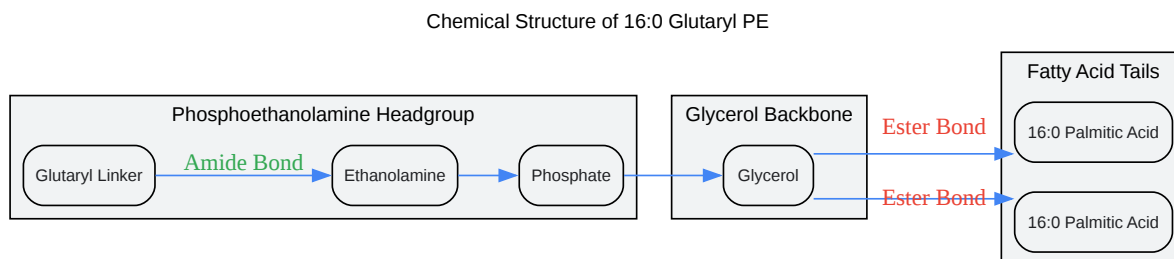 Chemical Structure of 16:0 Glutaryl PE
Phosphoethanolamine Headgroup
Glutaryl Linker
Amide Bond
Ethanolamine
Phosphate
Glycerol Backbone
Glycerol
Ester Bond
Ester Bond
Fatty Acid Tails
16:0 Palmitic Acid
16:0 Palmitic Acid